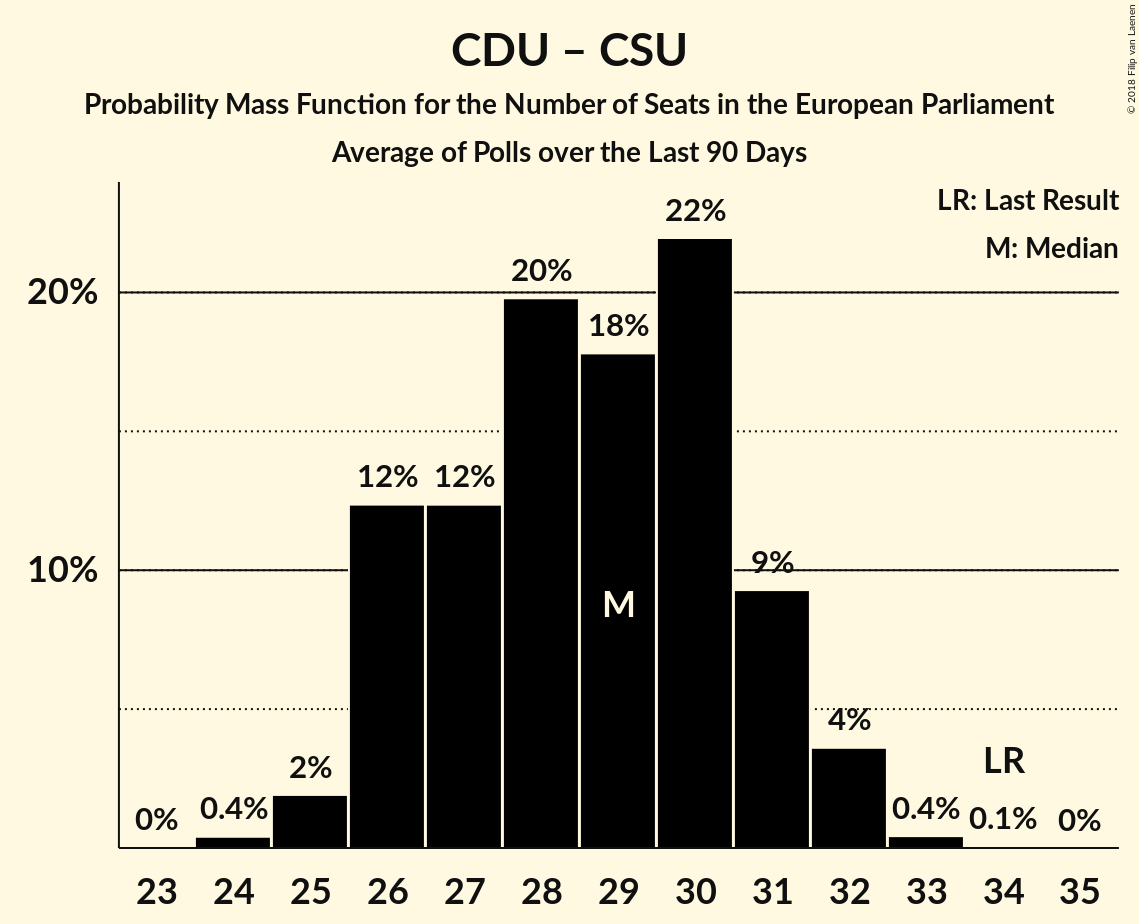 CDU – CSU
Probability Mass Function for the Number of Seats in the European Parliament
Average of Polls over the Last 90 Days
© 2018 Filip van Laenen
LR: Last Result
M: Median
20%
10%
0%
0.4%
2%
12%
12%
20%
18%
22%
9%
4%
0.4%
0.1%
0%
M
LR
23 24 25 26 27 28 29 30 31 32 33 34 35